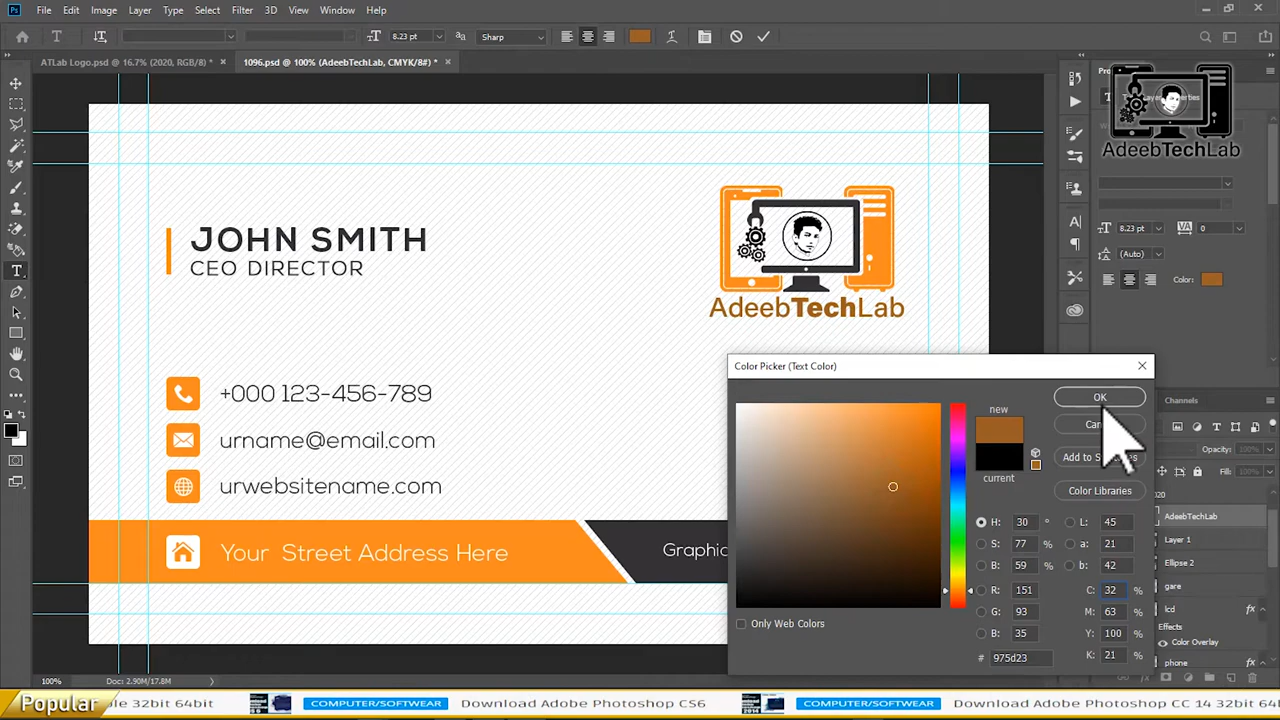 Ps File Edit Image Layer Type Select Filter 3D View Window Help
T 8.23 pt aa Sharp
ATLab Logo.psd @ 16.7% (2020, RGB/8) * × 1096.psd @ 100% (AdeebTechLab, CMYK/8#) * ×
AdeebTechLab
8.23 pt VA 0
(Auto)
Color:
JOHN SMITH
CEO DIRECTOR
AdeebTechLab
+000 123-456-789
urname@email.com
urwebsitename.com
Your Street Address Here
Graphic
Color Picker (Text Color)
new
current
OK
Color Libraries
H: 30 °
S: 77 %
B: 59 %
R: 151
G: 93
B: 35
# 975d23
L: 45
a: 21
b: 42
C: 32 %
M: 63 %
Y: 100 %
K: 21 %
Only Web Colors
Channels
Opacity:
Fill:
AdeebTechLab
Layer 1
Ellipse 2
gare
lcd fx
Effects
Color Overlay
phone fx
100% Doc: 2.90M/17.8M
Popular
32bit 64bit COMPUTER/SOFTWEAR Download Adobe Photoshop CS6 COMPUTER/SOFTWEAR Download Adobe Photoshop CC 14 32bit 64